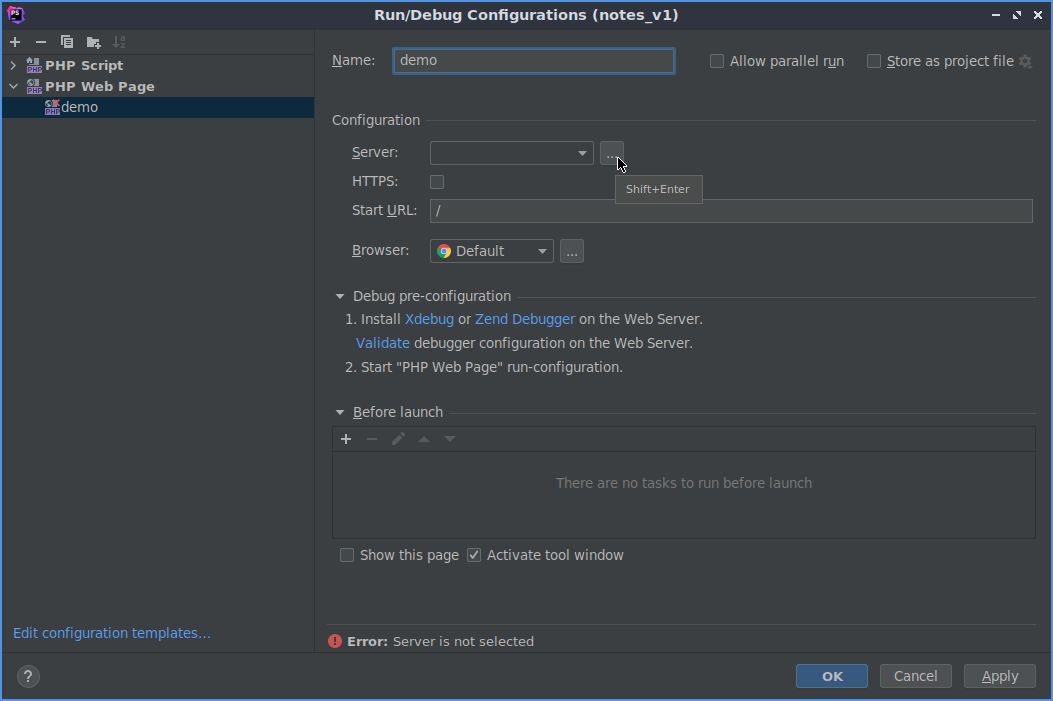 Run/Debug Configurations (notes_v1)
PHP Script
PHP Web Page
demo
Edit configuration templates...
Name: demo
Allow parallel run
Store as project file
Configuration
Server: ...
Shift+Enter
HTTPS:
Start URL: /
Browser: Default ...
Debug pre-configuration
1. Install Xdebug or Zend Debugger on the Web Server.
Validate debugger configuration on the Web Server.
2. Start "PHP Web Page" run-configuration.
Before launch
There are no tasks to run before launch
Show this page
Activate tool window
Error: Server is not selected
?
OK
Cancel
Apply